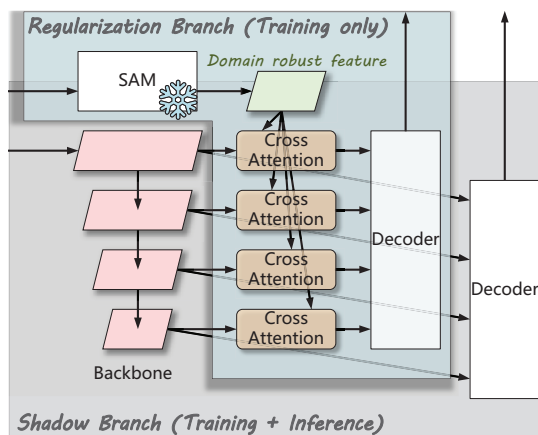 Regularization Branch (Training only)
SAM
Domain robust feature
Cross
Attention
Cross
Attention
Cross
Attention
Cross
Attention
Decoder
Decoder
Backbone
Shadow Branch (Training + Inference)